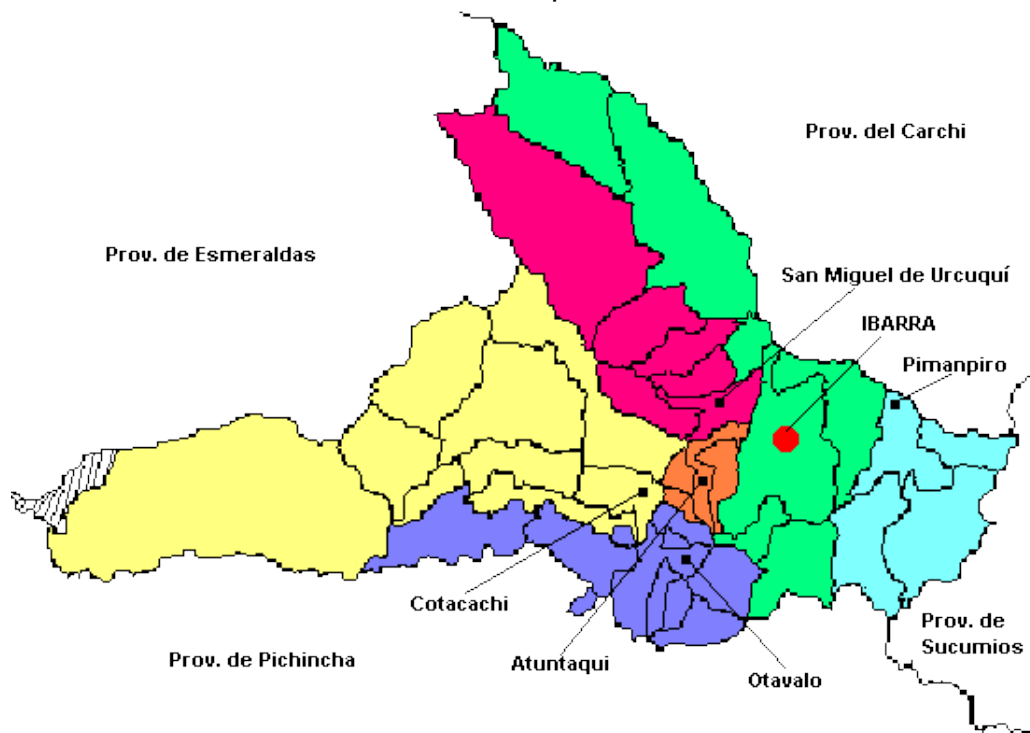 Prov. del Carchi
Prov. de Esmeraldas
San Miguel de Urcuquí
IBARRA
Pimanpiro
Cotacachi
Prov. de
Sucumios
Prov. de Pichincha
Atuntaqui
Otavalo